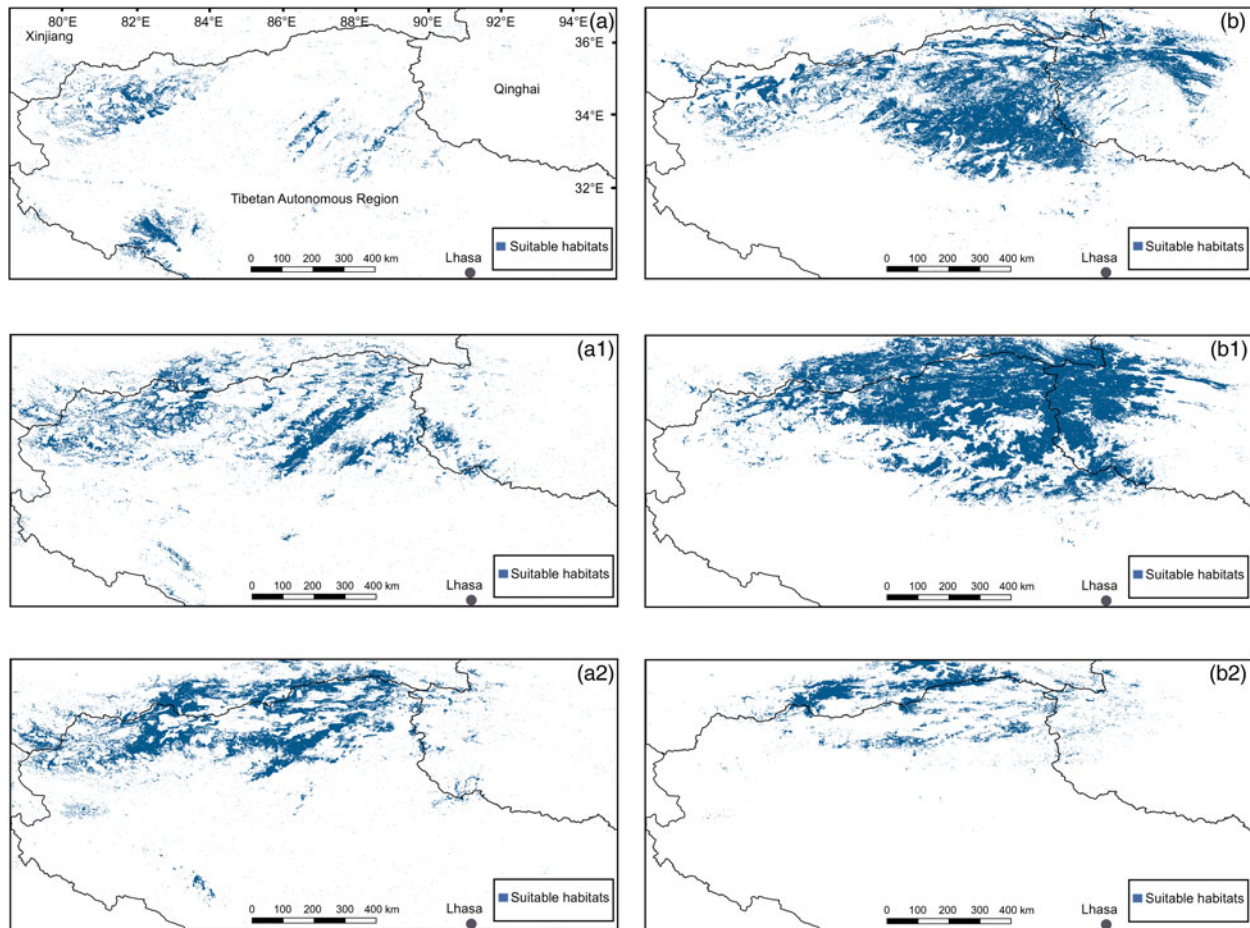 80°E 82°E 84°E 86°E 88°E 90°E 92°E 94°E (a)
Xinjiang
36°E
Qinghai
34°E
32°E
Tibetan Autonomous Region
Suitable habitats
0 100 200 300 400 km
Lhasa
(b)
Suitable habitats
0 100 200 300 400 km
Lhasa
(a1)
Suitable habitats
0 100 200 300 400 km
Lhasa
(b1)
Suitable habitats
0 100 200 300 400 km
Lhasa
(a2)
Suitable habitats
0 100 200 300 400 km
Lhasa
(b2)
Suitable habitats
0 100 200 300 400 km
Lhasa